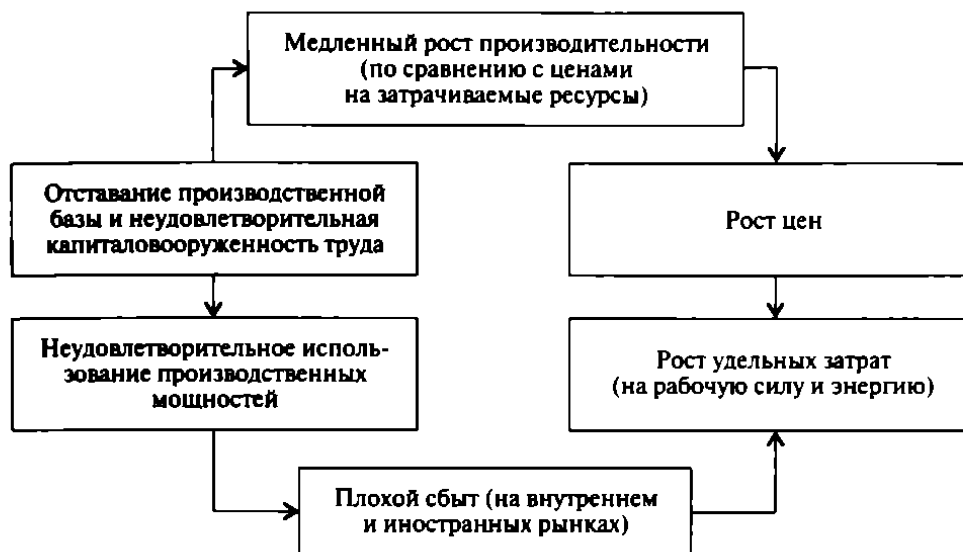 Медленный рост производительности
(по сравнению с ценами
на затрачиваемые ресурсы)
Отставание производственной
базы и неудовлетворительная
капиталовооруженность труда
Рост цен
Неудовлетворительное исполь-
зование производственных
мощностей
Рост удельных затрат
(на рабочую силу и энергию)
Плохой сбыт (на внутреннем
и иностранных рынках)